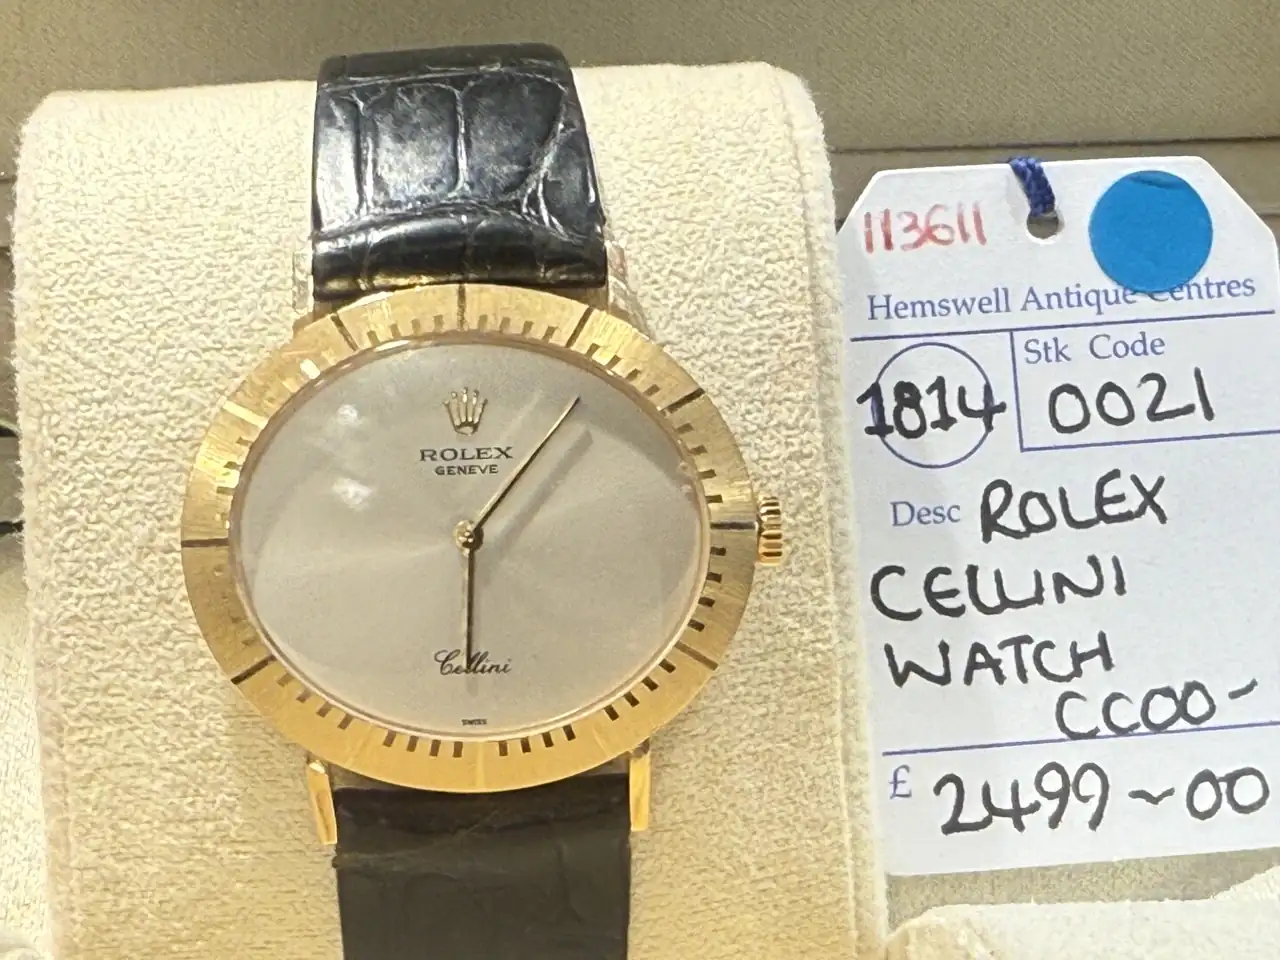 ROLEX
GENEVE
Cellini
SWISS
113611
Hemswell Antique Centres
1814
Stk Code
0021
Desc ROLEX
CELLINI
WATCH
CC00-
£ 2499-00